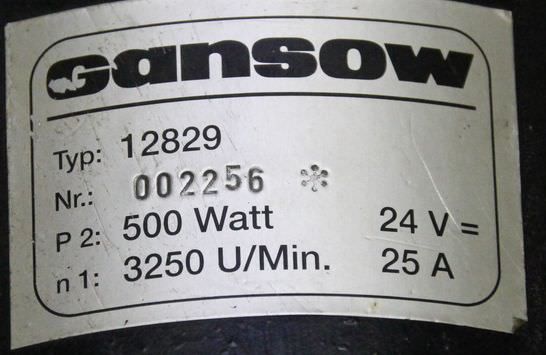 Gansow
Typ: 12829
Nr.: 002256 *
P 2: 500 Watt 24 V =
n 1: 3250 U/Min. 25 A